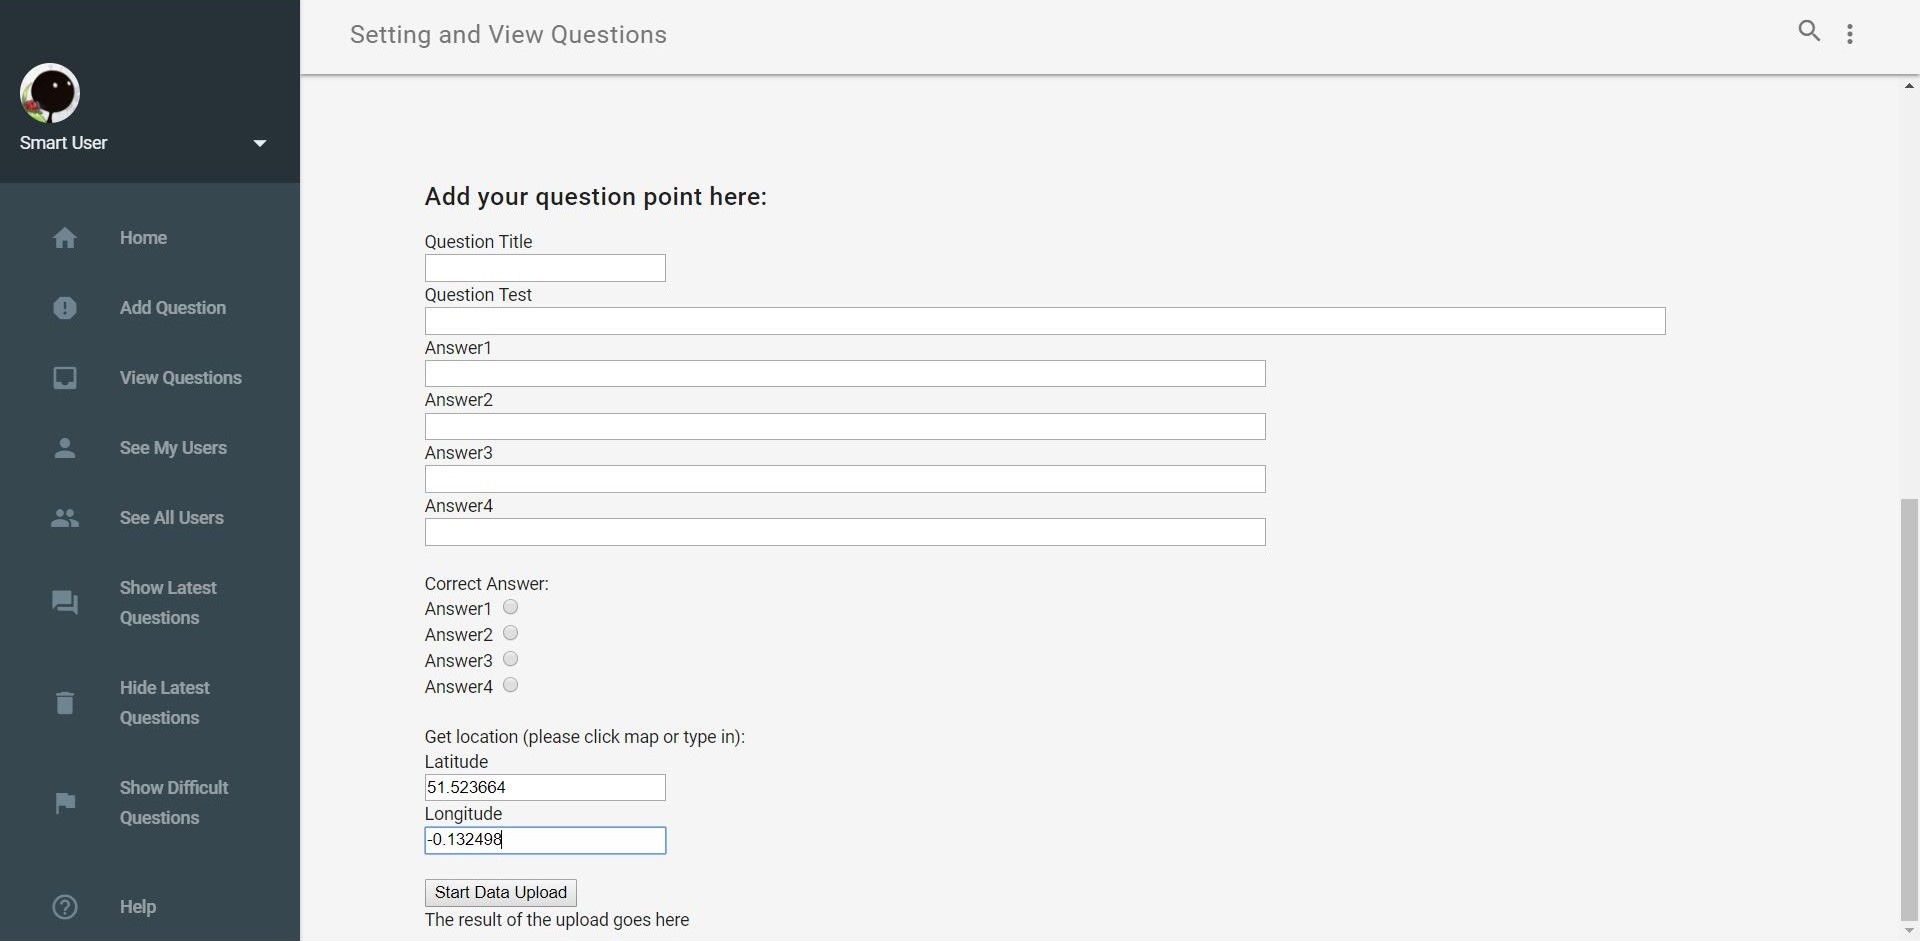 Setting and View Questions
Smart User
Home
Add Question
View Questions
See My Users
See All Users
Show Latest
Questions
Hide Latest
Questions
Show Difficult
Questions
Help
Add your question point here:
Question Title
Question Test
Answer1
Answer2
Answer3
Answer4
Correct Answer:
Answer1
Answer2
Answer3
Answer4
Get location (please click map or type in):
Latitude
51.523664
Longitude
-0.132498
Start Data Upload
The result of the upload goes here